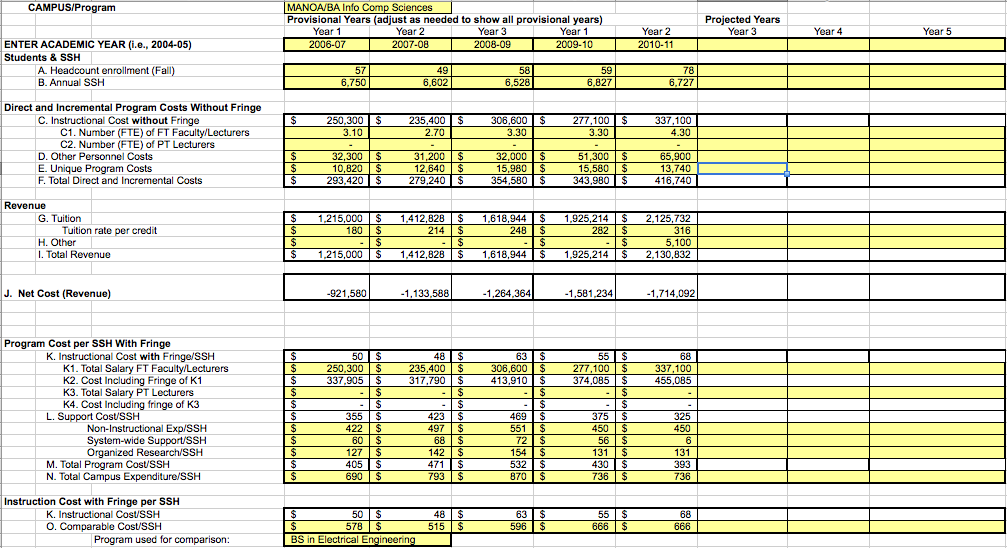 CAMPUS/Program MANOA/BA Info Comp Sciences
Provisional Years (adjust as needed to show all provisional years) Projected Years
Year 1 Year 2 Year 3 Year 1 Year 2 Year 3 Year 4 Year 5
ENTER ACADEMIC YEAR (i.e., 2004-05) 2006-07 2007-08 2008-09 2009-10 2010-11
Students & SSH
A. Headcount enrollment (Fall) 57 49 58 59 78
B. Annual SSH 6,750 6,602 6,528 6,827 6,727
Direct and Incremental Program Costs Without Fringe
C. Instructional Cost without Fringe $ 250,300 $ 235,400 $ 306,600 $ 277,100 $ 337,100
C1. Number (FTE) of FT Faculty/Lecturers 3.10 2.70 3.30 3.30 4.30
C2. Number (FTE) of PT Lecturers - - - - -
D. Other Personnel Costs $ 32,300 $ 31,200 $ 32,000 $ 51,300 $ 65,900
E. Unique Program Costs $ 10,820 $ 12,640 $ 15,980 $ 15,580 $ 13,740
F. Total Direct and Incremental Costs $ 293,420 $ 279,240 $ 354,580 $ 343,980 $ 416,740
Revenue
G. Tuition $ 1,215,000 $ 1,412,828 $ 1,618,944 $ 1,925,214 $ 2,125,732
Tuition rate per credit $ 180 $ 214 $ 248 $ 282 $ 316
H. Other $ - $ - $ - $ - $ 5,100
I. Total Revenue $ 1,215,000 $ 1,412,828 $ 1,618,944 $ 1,925,214 $ 2,130,832
J. Net Cost (Revenue) -921,580 -1,133,588 -1,264,364 -1,581,234 -1,714,092
Program Cost per SSH With Fringe
K. Instructional Cost with Fringe/SSH $ 50 $ 48 $ 63 $ 55 $ 68
K1. Total Salary FT Faculty/Lecturers $ 250,300 $ 235,400 $ 306,600 $ 277,100 $ 337,100
K2. Cost Including Fringe of K1 $ 337,905 $ 317,790 $ 413,910 $ 374,085 $ 455,085
K3. Total Salary PT Lecturers $ - $ - $ - $ - $ -
K4. Cost Including fringe of K3 $ - $ - $ - $ - $ -
L. Support Cost/SSH $ 355 $ 423 $ 469 $ 375 $ 325
Non-Instructional Exp/SSH $ 422 $ 497 $ 551 $ 450 $ 450
System-wide Support/SSH $ 60 $ 68 $ 72 $ 56 $ 6
Organized Research/SSH $ 127 $ 142 $ 154 $ 131 $ 131
M. Total Program Cost/SSH $ 405 $ 471 $ 532 $ 430 $ 393
N. Total Campus Expenditure/SSH $ 690 $ 793 $ 870 $ 736 $ 736
Instruction Cost with Fringe per SSH
K. Instructional Cost/SSH $ 50 $ 48 $ 63 $ 55 $ 68
O. Comparable Cost/SSH $ 578 $ 515 $ 596 $ 666 $ 666
Program used for comparison: BS in Electrical Engineering